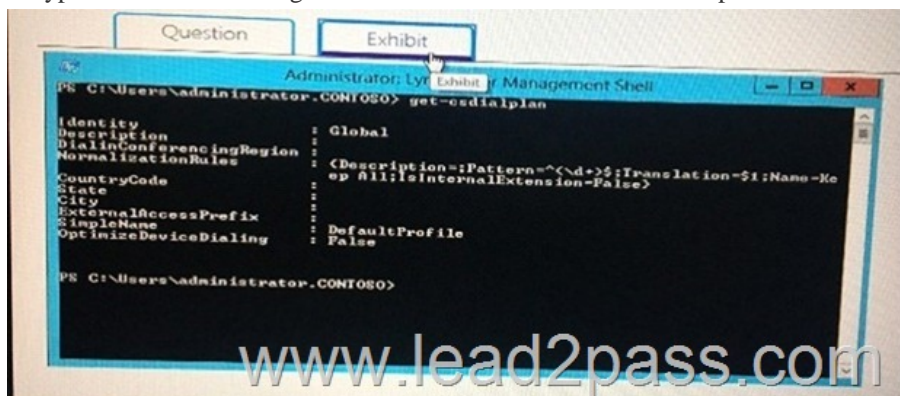 Question
Exhibit
Administrator: Ly Exhibit r Management Shell
PS C:\Users\administrator.CONTOSO> get-csdialplan
Identity : Global
Description :
DialinConferencingRegion :
NormalizationRules : {Description=;Pattern=^(\d+)$;Translation=$1;Name=Ke
ep All;IsInternalExtension=False}
CountryCode :
State :
City :
ExternalAccessPrefix :
SimpleName : DefaultProfile
OptimizeDeviceDialing : False
PS C:\Users\administrator.CONTOSO>
www.lead2pass.com